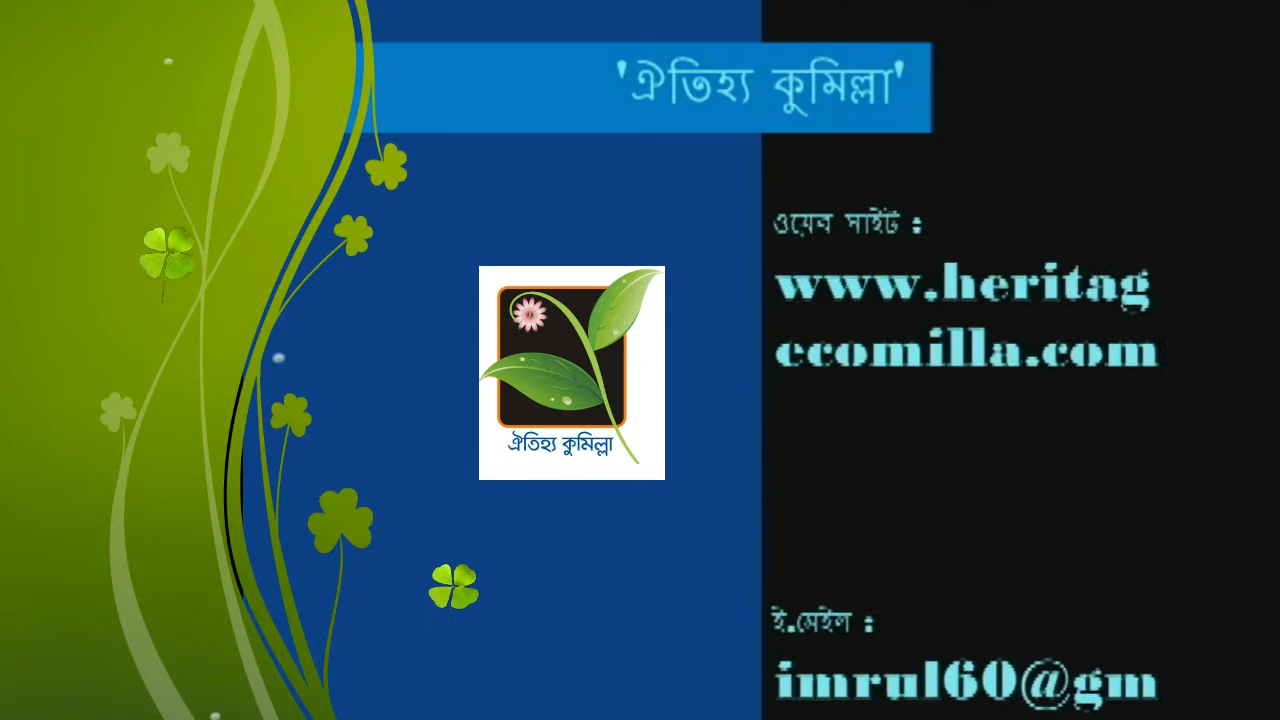 'ঐতিহ্য কুমিল্লা'
ওয়েব সাইট :
www.heritag
ecomilla.com
ঐতিহ্য কুমিল্লা
ই.মেইল :
imrul60@gm